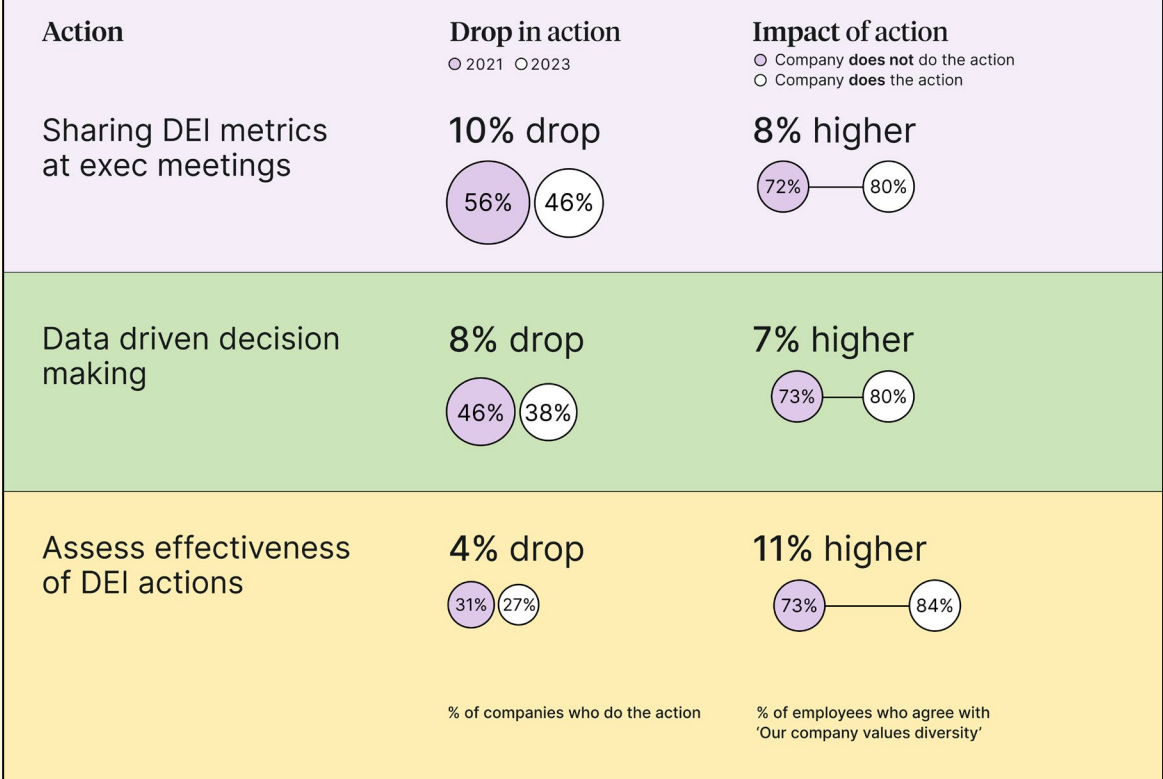 Action
Drop in action
2021 2023
Impact of action
Company does not do the action
Company does the action
Sharing DEI metrics
at exec meetings
10% drop
56% 46%
8% higher
72% 80%
Data driven decision
making
8% drop
46% 38%
7% higher
73% 80%
Assess effectiveness
of DEI actions
4% drop
31% 27%
11% higher
73% 84%
% of companies who do the action
% of employees who agree with
‘Our company values diversity’